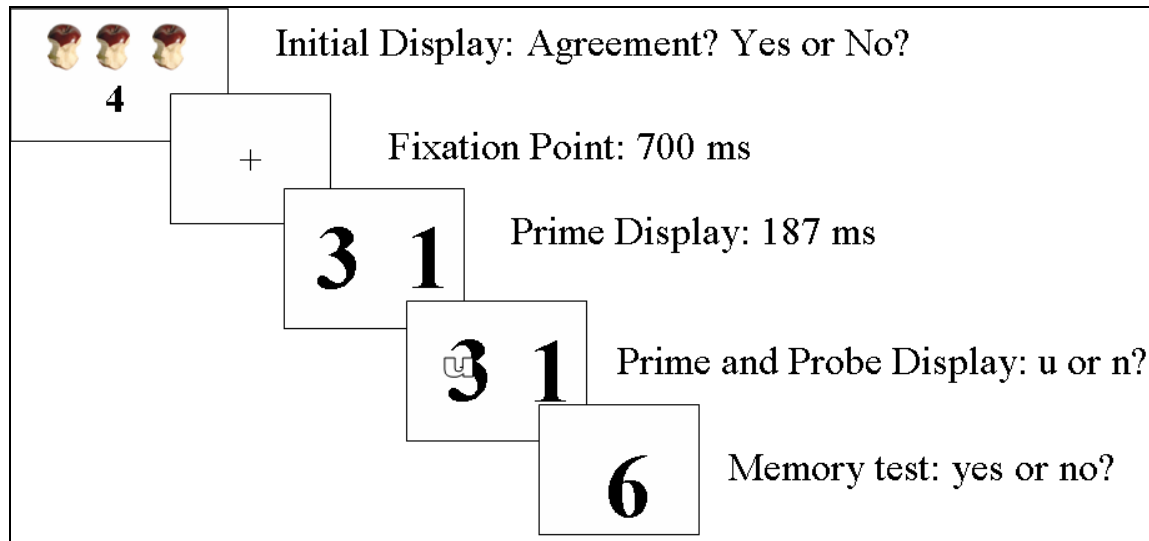 Initial Display: Agreement? Yes or No?
4
+
Fixation Point: 700 ms
3 1
Prime Display: 187 ms
u
3 1
Prime and Probe Display: u or n?
6
Memory test: yes or no?